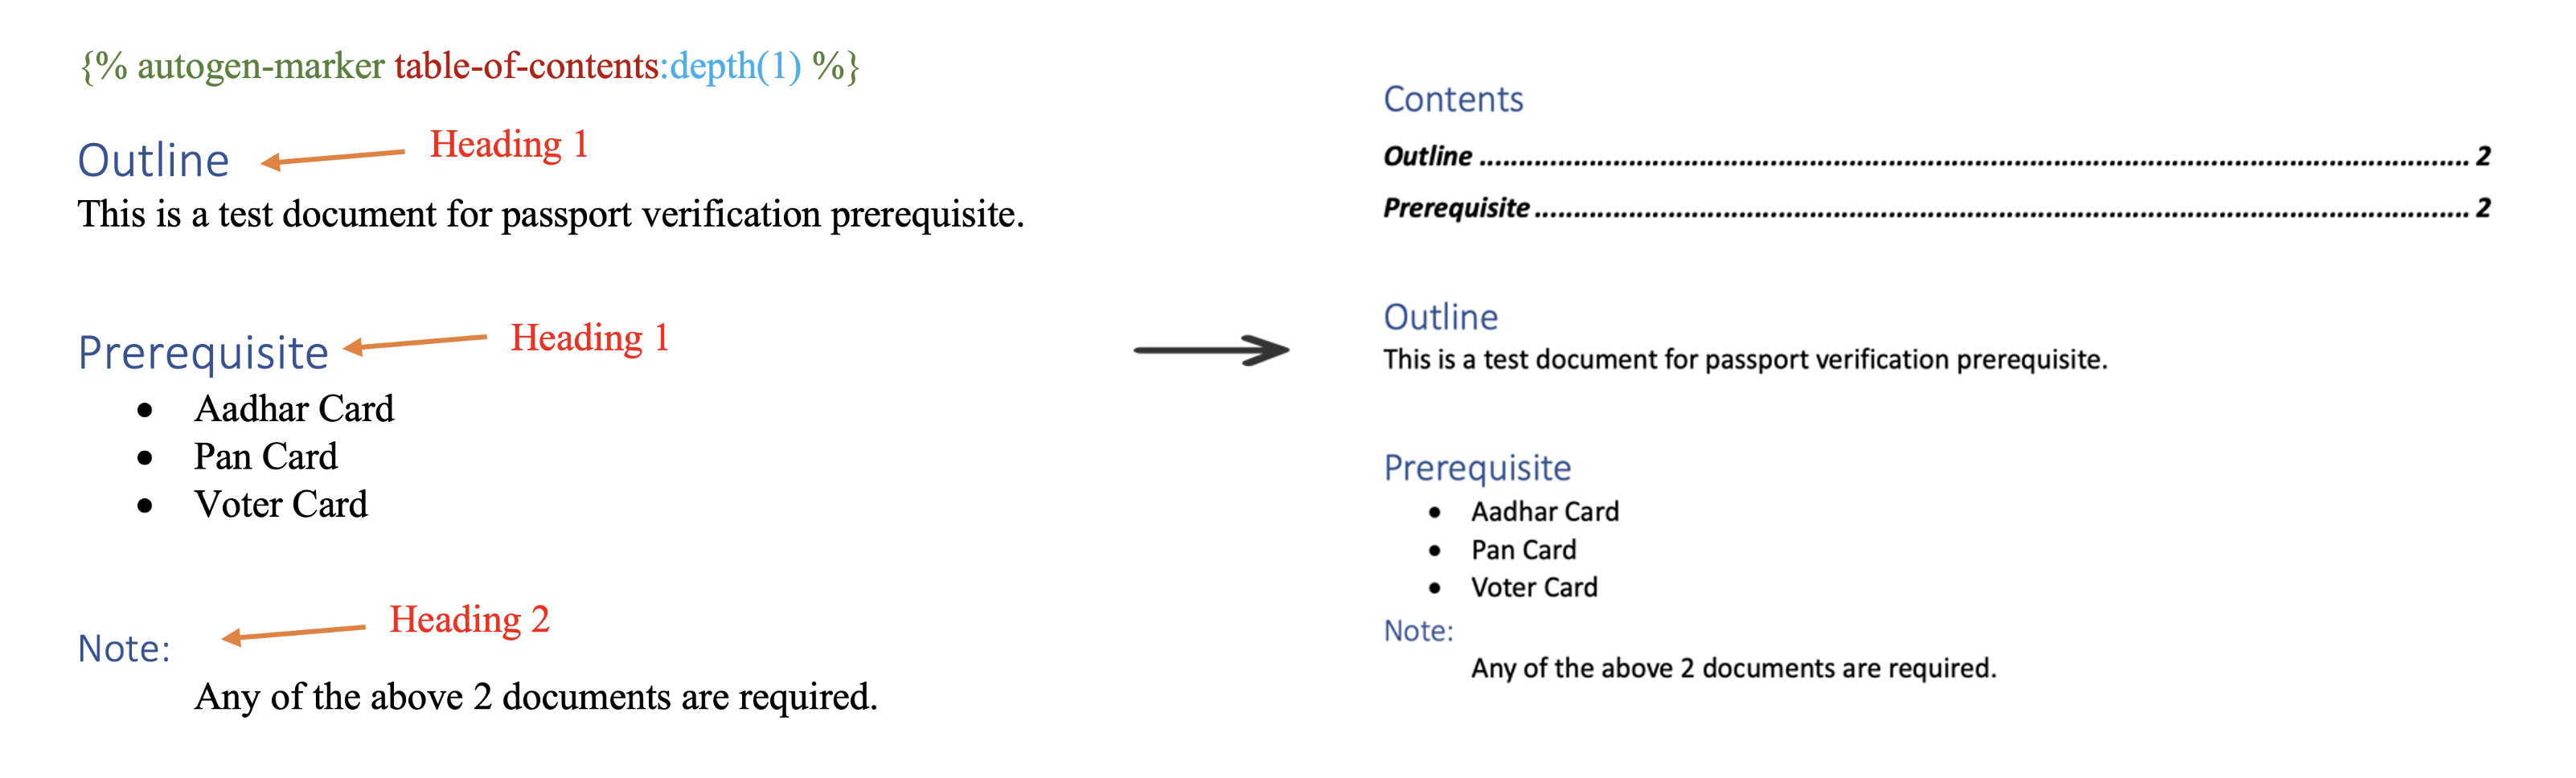 {% autogen-marker table-of-contents:depth(1) %}
Outline
Heading 1
This is a test document for passport verification prerequisite.
Prerequisite
Heading 1
• Aadhar Card
• Pan Card
• Voter Card
Note:
Heading 2
Any of the above 2 documents are required.
Contents
Outline ........................................................................ 2
Prerequisite ........................................................................ 2
Outline
This is a test document for passport verification prerequisite.
Prerequisite
• Aadhar Card
• Pan Card
• Voter Card
Note:
Any of the above 2 documents are required.